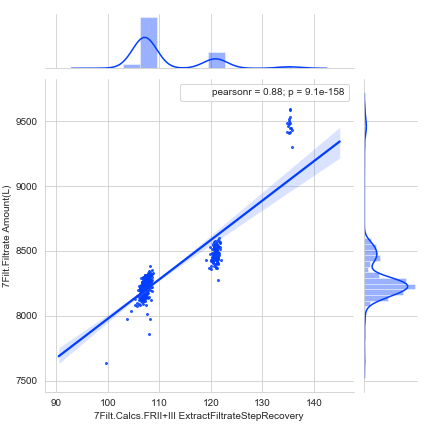 pearsonr = 0.88; p = 9.1e-158
9500
9000
8500
8000
7500
7Filt.Filtrate Amount(L)
90 100 110 120 130 140
7Filt.Calcs.FRII+III ExtractFiltrateStepRecovery